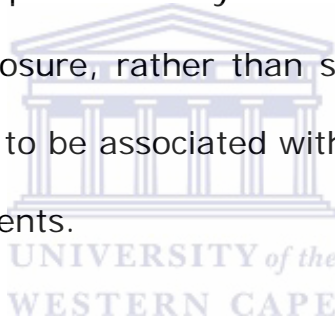 osure, rather than s
to be associated with
ents.
UNIVERSITY of the
WESTERN CAPE